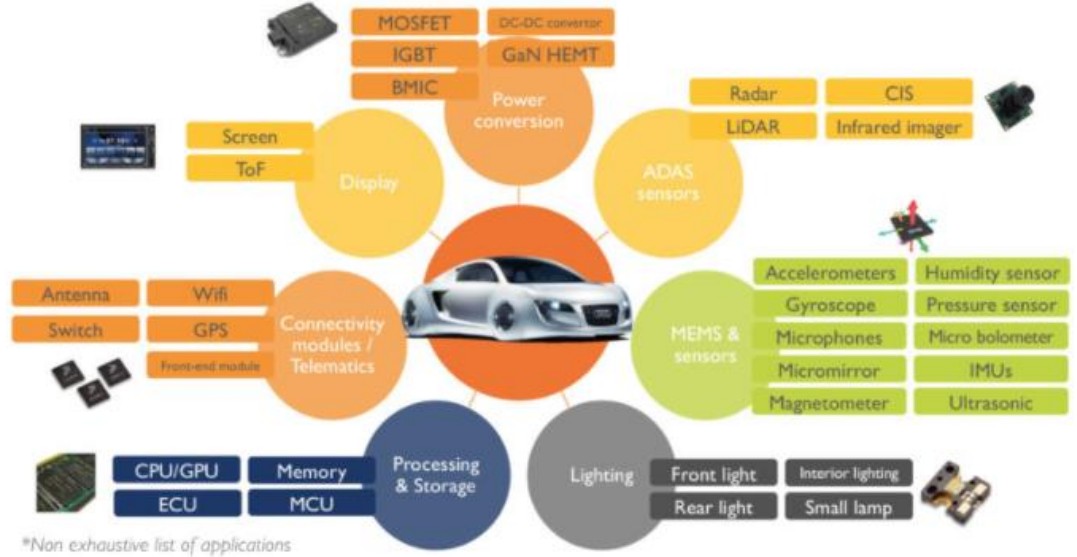 MOSFET
DC-DC convertor
IGBT
GaN HEMT
BMIC
Power
conversion
Radar
CIS
LiDAR
Infrared imager
ADAS
sensors
Screen
ToF
Display
Accelerometers
Humidity sensor
Gyroscope
Pressure sensor
Microphones
Micro bolometer
Micromirror
IMUs
Magnetometer
Ultrasonic
MEMS &
sensors
Antenna
Wifi
Switch
GPS
Front-end module
Connectivity
modules /
Telematics
CPU/GPU
Memory
ECU
MCU
Processing
& Storage
Lighting
Front light
Interior lighting
Rear light
Small lamp
*Non exhaustive list of applications